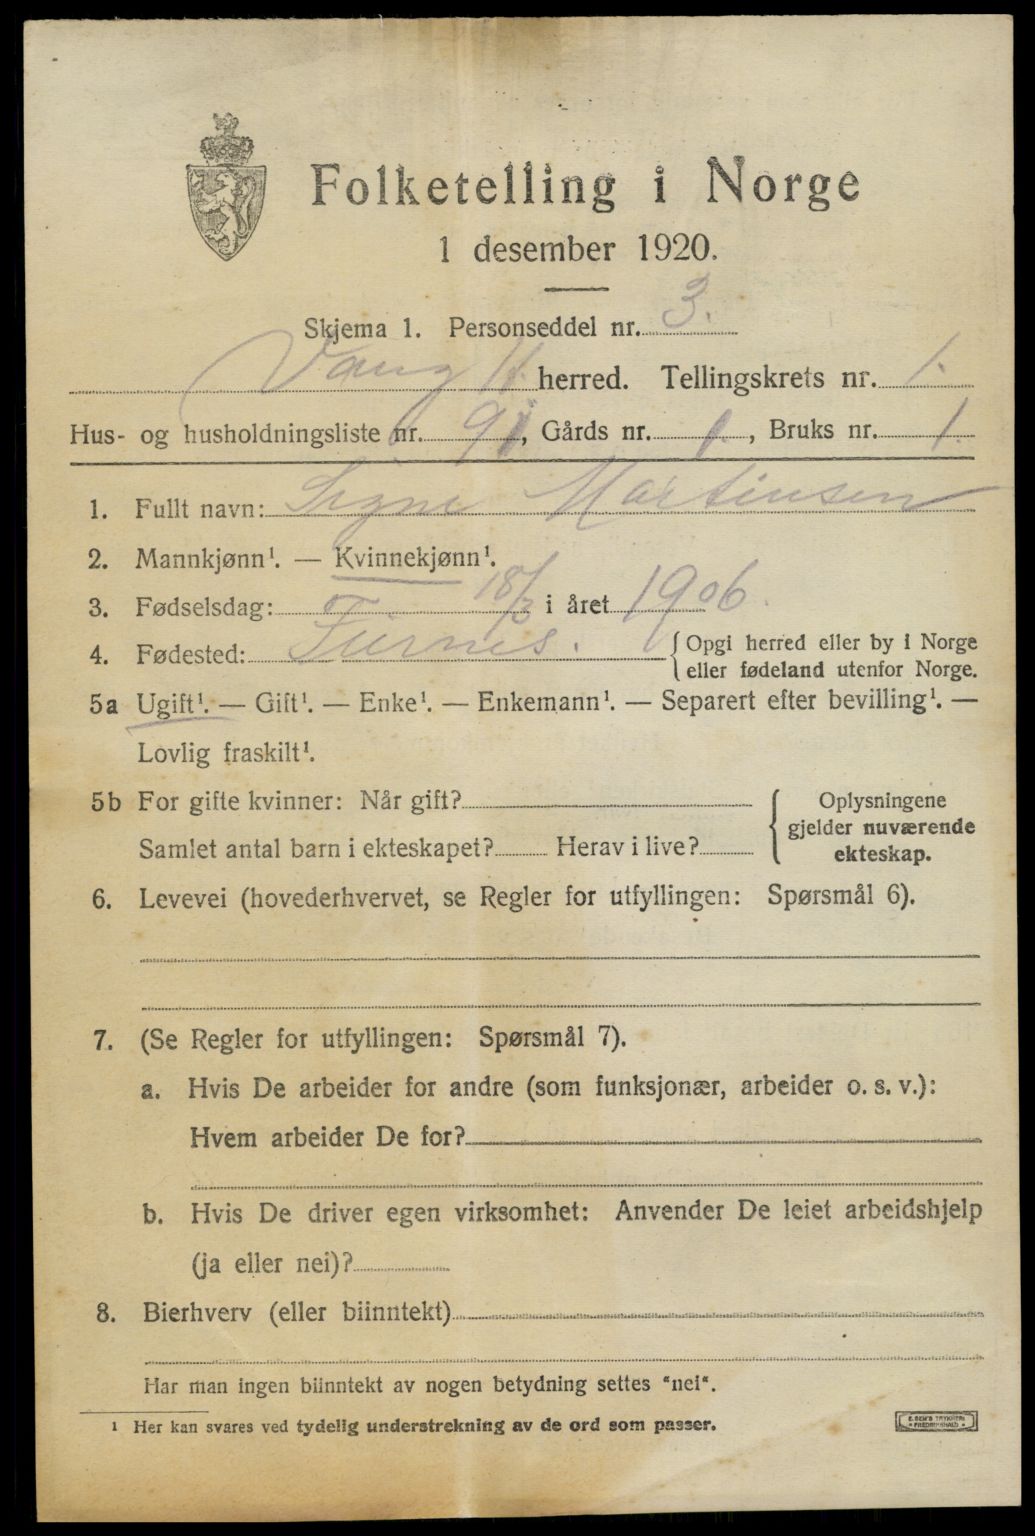 Folketelling i Norge
1 desember 1920.
Skjema 1. Personseddel nr. 3.
Vang H. herred. Tellingskrets nr. 1.
Hus- og husholdningsliste nr. 91, Gårds nr. 1., Bruks nr. 1.
1. Fullt navn: Signe Martinsen
2. Mannkjønn¹. — Kvinnekjønn¹.
3. Fødselsdag: 18/3 i året 1906.
4. Fødested: Furnes. { Opgi herred eller by i Norge
eller fødeland utenfor Norge.
5a Ugift¹. — Gift¹. — Enke¹. — Enkemann¹. — Separert efter bevilling¹. —
Lovlig fraskilt¹.
5b For gifte kvinner: Når gift?
Samlet antal barn i ekteskapet? Herav i live?
{ Oplysningene
gjelder nuværende
ekteskap.
6. Levevei (hovederhvervet, se Regler for utfyllingen: Spørsmål 6).
7. (Se Regler for utfyllingen: Spørsmål 7).
a. Hvis De arbeider for andre (som funksjonær, arbeider o. s. v.):
Hvem arbeider De for?
b. Hvis De driver egen virksomhet: Anvender De leiet arbeidshjelp
(ja eller nei)?
8. Bierhverv (eller biinntekt)
Har man ingen biinntekt av nogen betydning settes "nei".
¹ Her kan svares ved tydelig understrekning av de ord som passer.